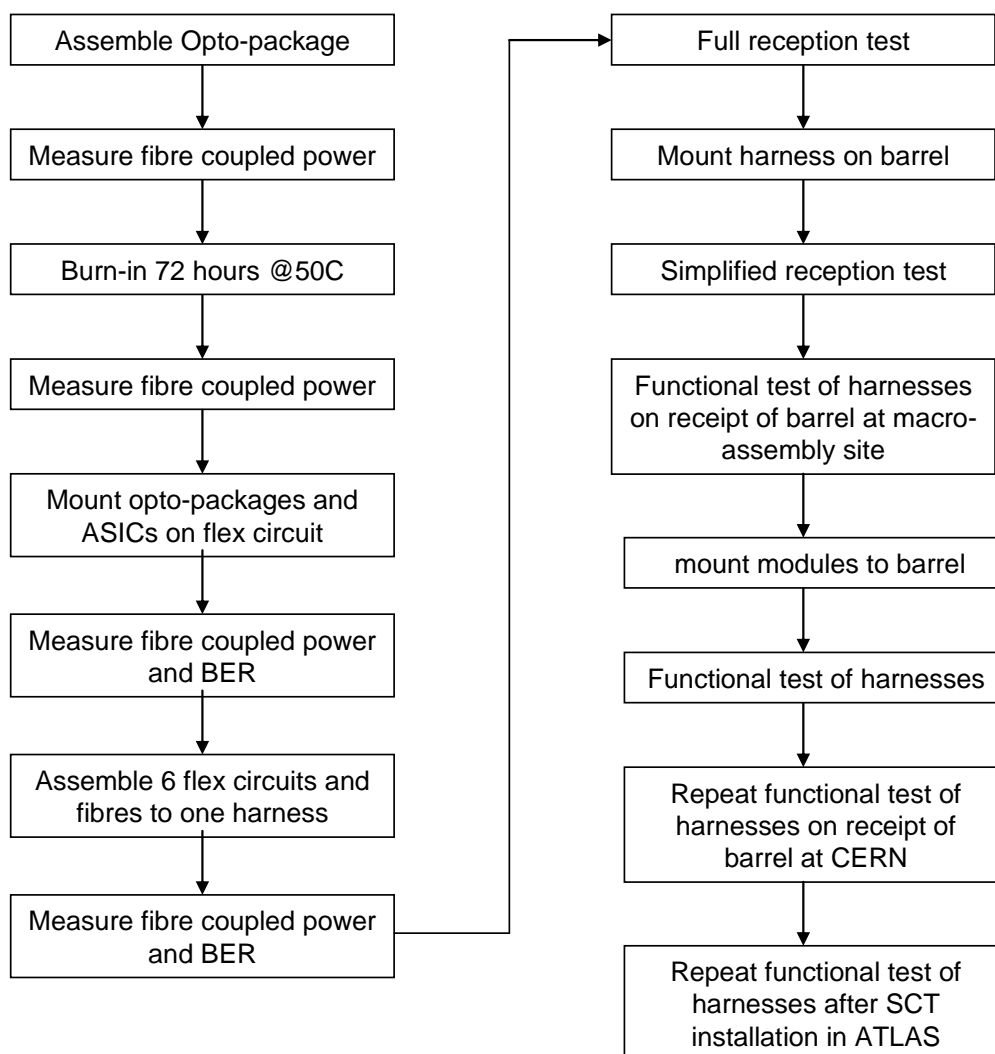 Assemble Opto-package
Measure fibre coupled power
Burn-in 72 hours @50C
Measure fibre coupled power
Mount opto-packages and
ASICs on flex circuit
Measure fibre coupled power
and BER
Assemble 6 flex circuits and
fibres to one harness
Measure fibre coupled power
and BER
Full reception test
Mount harness on barrel
Simplified reception test
Functional test of harnesses
on receipt of barrel at macro-
assembly site
mount modules to barrel
Functional test of harnesses
Repeat functional test of
harnesses on receipt of
barrel at CERN
Repeat functional test of
harnesses after SCT
installation in ATLAS